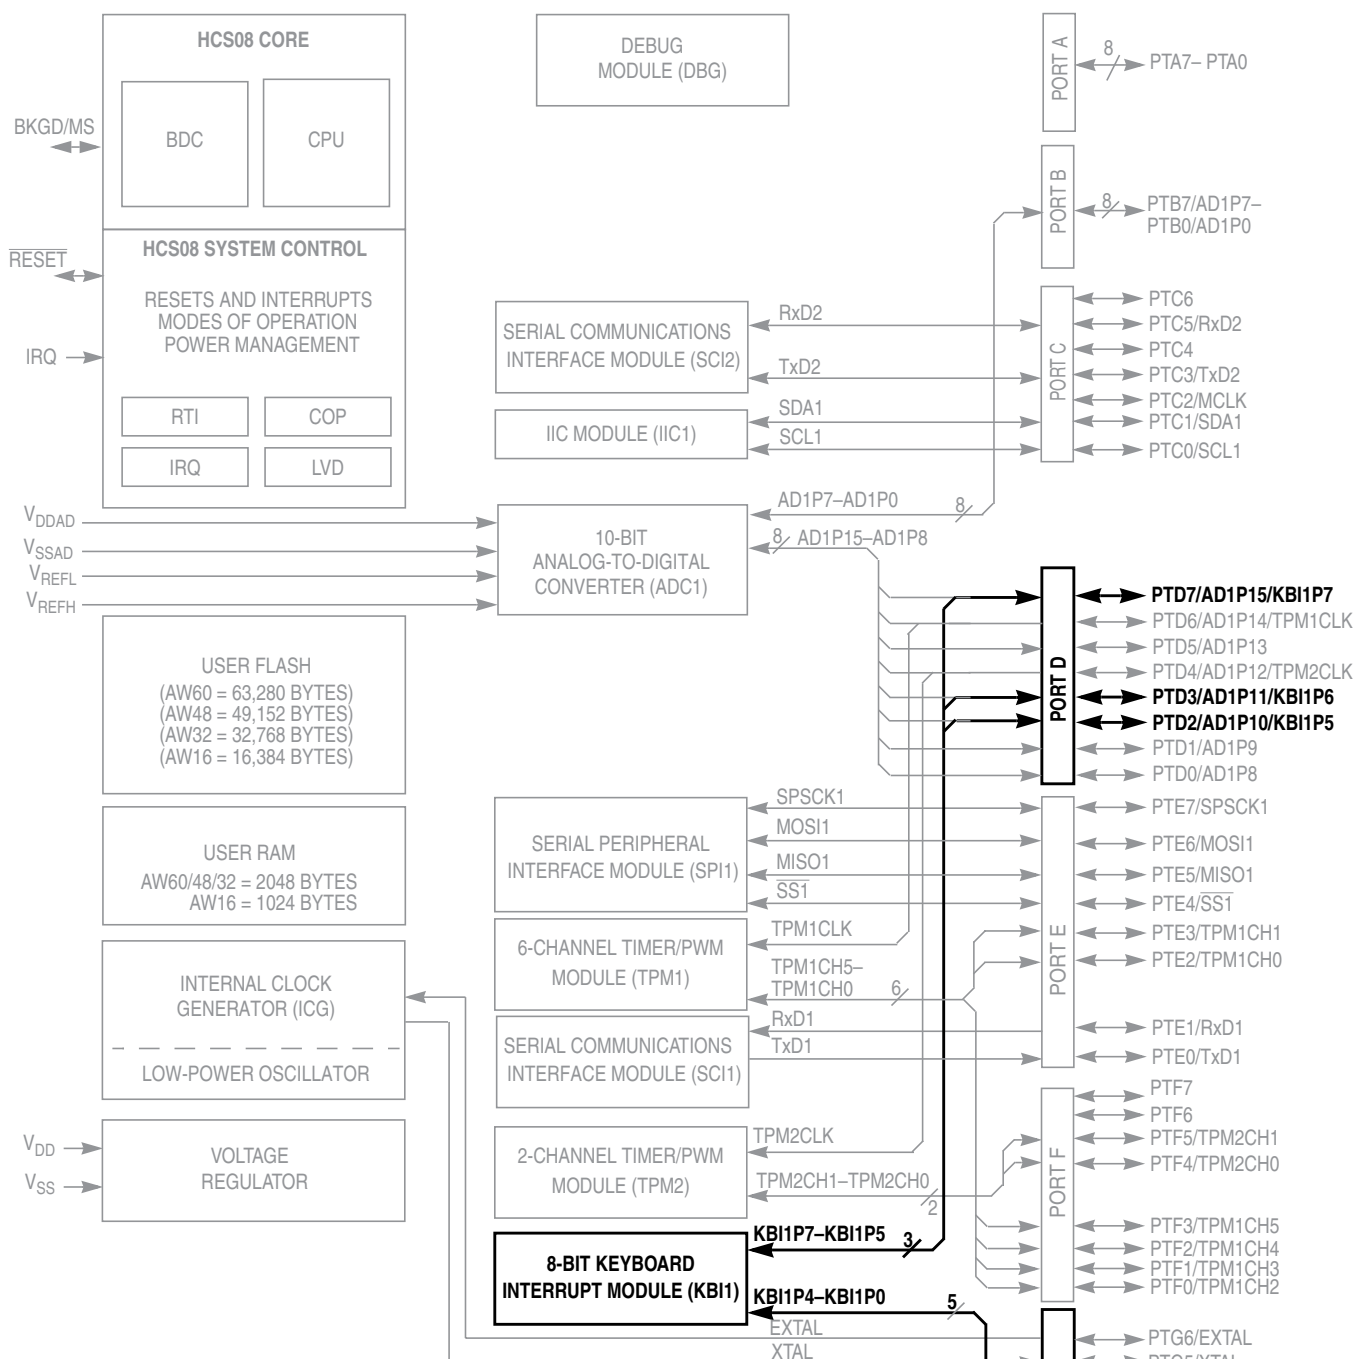 HCS08 CORE
BDC
CPU
BKGD/MS
HCS08 SYSTEM CONTROL
RESET
RESETS AND INTERRUPTS
MODES OF OPERATION
POWER MANAGEMENT
IRQ
RTI
COP
IRQ
LVD
VDDAD
VSSAD
VREFL
VREFH
USER FLASH
(AW60 = 63,280 BYTES)
(AW48 = 49,152 BYTES)
(AW32 = 32,768 BYTES)
(AW16 = 16,384 BYTES)
USER RAM
AW60/48/32 = 2048 BYTES
AW16 = 1024 BYTES
INTERNAL CLOCK
GENERATOR (ICG)
LOW-POWER OSCILLATOR
VDD
VSS
VOLTAGE
REGULATOR
DEBUG
MODULE (DBG)
SERIAL COMMUNICATIONS
INTERFACE MODULE (SCI2)
RxD2
TxD2
IIC MODULE (IIC1)
SDA1
SCL1
10-BIT
ANALOG-TO-DIGITAL
CONVERTER (ADC1)
AD1P7–AD1P0
8
8
AD1P15–AD1P8
SERIAL PERIPHERAL
INTERFACE MODULE (SPI1)
SPSCK1
MOSI1
MISO1
SS1
6-CHANNEL TIMER/PWM
MODULE (TPM1)
TPM1CLK
TPM1CH5–
TPM1CH0
6
SERIAL COMMUNICATIONS
INTERFACE MODULE (SCI1)
RxD1
TxD1
2-CHANNEL TIMER/PWM
MODULE (TPM2)
TPM2CLK
TPM2CH1–TPM2CH0
2
8-BIT KEYBOARD
INTERRUPT MODULE (KBI1)
KBI1P7–KBI1P5
3
KBI1P4–KBI1P0
5
EXTAL
XTAL
PORT A
8
PTA7– PTA0
PORT B
8
PTB7/AD1P7–
PTB0/AD1P0
PORT C
PTC6
PTC5/RxD2
PTC4
PTC3/TxD2
PTC2/MCLK
PTC1/SDA1
PTC0/SCL1
PORT D
PTD7/AD1P15/KBI1P7
PTD6/AD1P14/TPM1CLK
PTD5/AD1P13
PTD4/AD1P12/TPM2CLK
PTD3/AD1P11/KBI1P6
PTD2/AD1P10/KBI1P5
PTD1/AD1P9
PTD0/AD1P8
PORT E
PTE7/SPSCK1
PTE6/MOSI1
PTE5/MISO1
PTE4/SS1
PTE3/TPM1CH1
PTE2/TPM1CH0
PTE1/RxD1
PTE0/TxD1
PORT F
PTF7
PTF6
PTF5/TPM2CH1
PTF4/TPM2CH0
PTF3/TPM1CH5
PTF2/TPM1CH4
PTF1/TPM1CH3
PTF0/TPM1CH2
PTG6/EXTAL
PTG5/XTAL